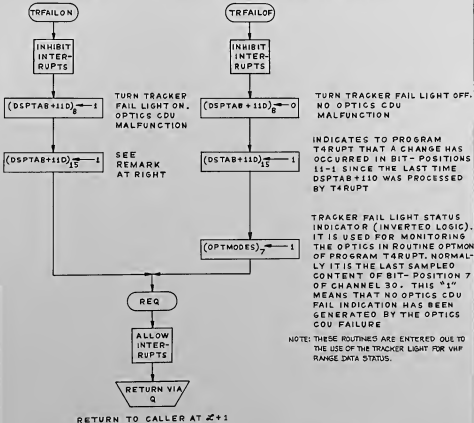 TRFAILON
INHIBIT
INTER-
RUPTS
(DSPTAB+11D)8 ← 1
TURN TRACKER
FAIL LIGHT ON.
OPTICS CDU
MALFUNCTION
(DSPTAB+11D)15 ← 1
SEE
REMARK
AT RIGHT
TRFAILOF
INHIBIT
INTER-
RUPTS
(DSPTAB+11D)8 ← 0
TURN TRACKER FAIL LIGHT OFF.
NO OPTICS CDU
MALFUNCTION
(DSTAB+11D)15 ← 1
INDICATES TO PROGRAM
T4RUPT THAT A CHANGE HAS
OCCURRED IN BIT-POSITIONS
11-1 SINCE THE LAST TIME
DSPTAB+11D WAS PROCESSED
BY T4RUPT
(OPTMODES)7 ← 1
TRACKER FAIL LIGHT STATUS
INDICATOR (INVERTED LOGIC).
IT IS USED FOR MONITORING
THE OPTICS IN ROUTINE OPTMON
OF PROGRAM T4RUPT. NORMAL-
LY IT IS THE LAST SAMPLED
CONTENT OF BIT-POSITION 7
OF CHANNEL 30. THIS "1"
MEANS THAT NO OPTICS CDU
FAIL INDICATION HAS BEEN
GENERATED BY THE OPTICS
CDU FAILURE
NOTE: THESE ROUTINES ARE ENTERED DUE TO
THE USE OF THE TRACKER LIGHT FOR VHF
RANGE DATA STATUS.
REQ
ALLOW
INTER-
RUPTS
RETURN VIA
Q
RETURN TO CALLER AT L+1